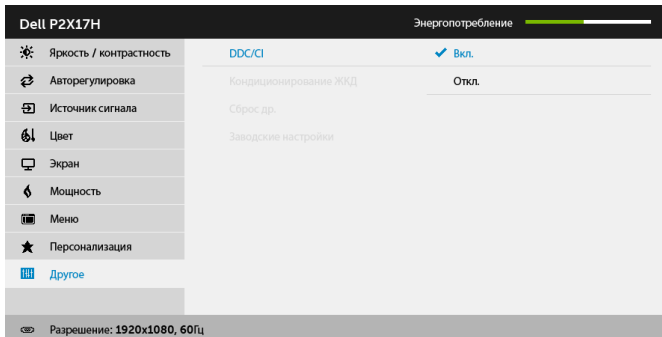 Dell P2X17H Энергопотребление
Яркость / контрастность DDC/CI Вкл.
Авторегулировка Кондиционирование ЖКД Откл.
Источник сигнала Сброс др.
Цвет Заводские настройки
Экран
Мощность
Меню
Персонализация
Другое
Разрешение: 1920x1080, 60Гц